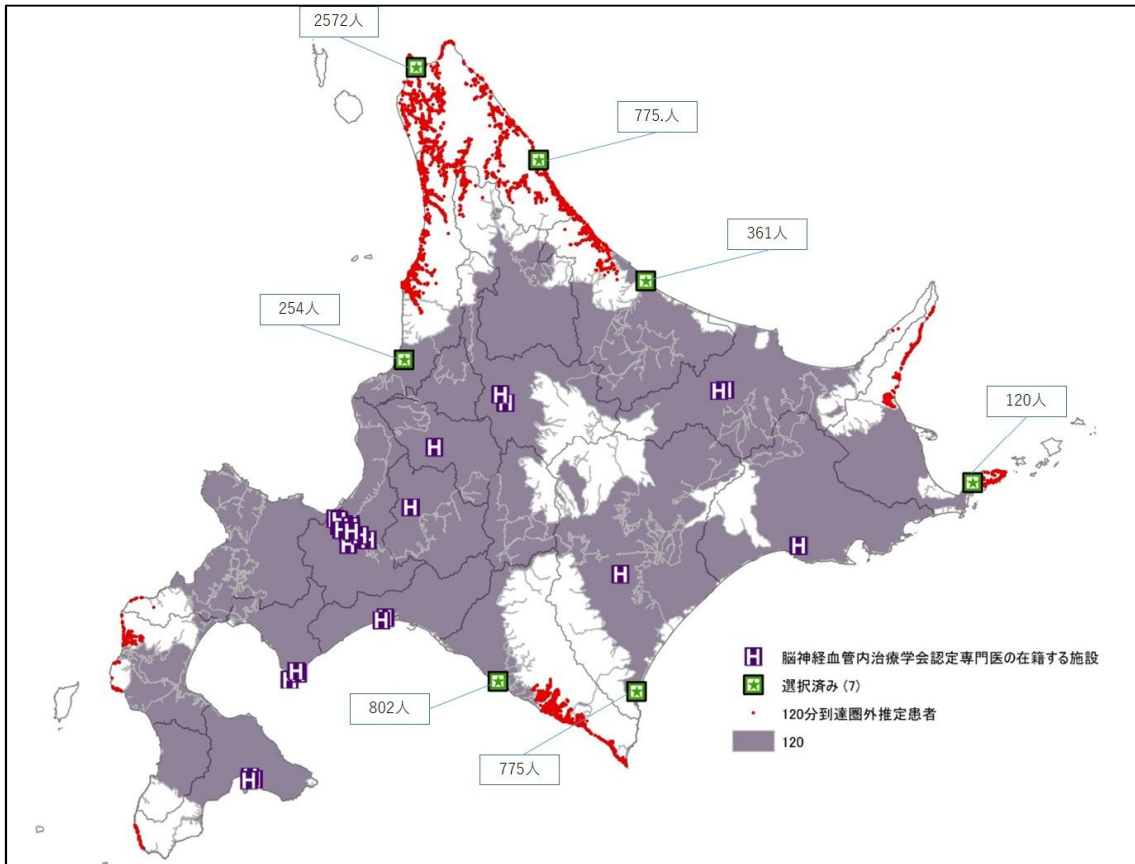 2572人
775.人
361人
254人
120人
802人
775人
脳神経血管内治療学会認定専門医の在籍する施設
選択済み (7)
120分到達圏外推定患者
120